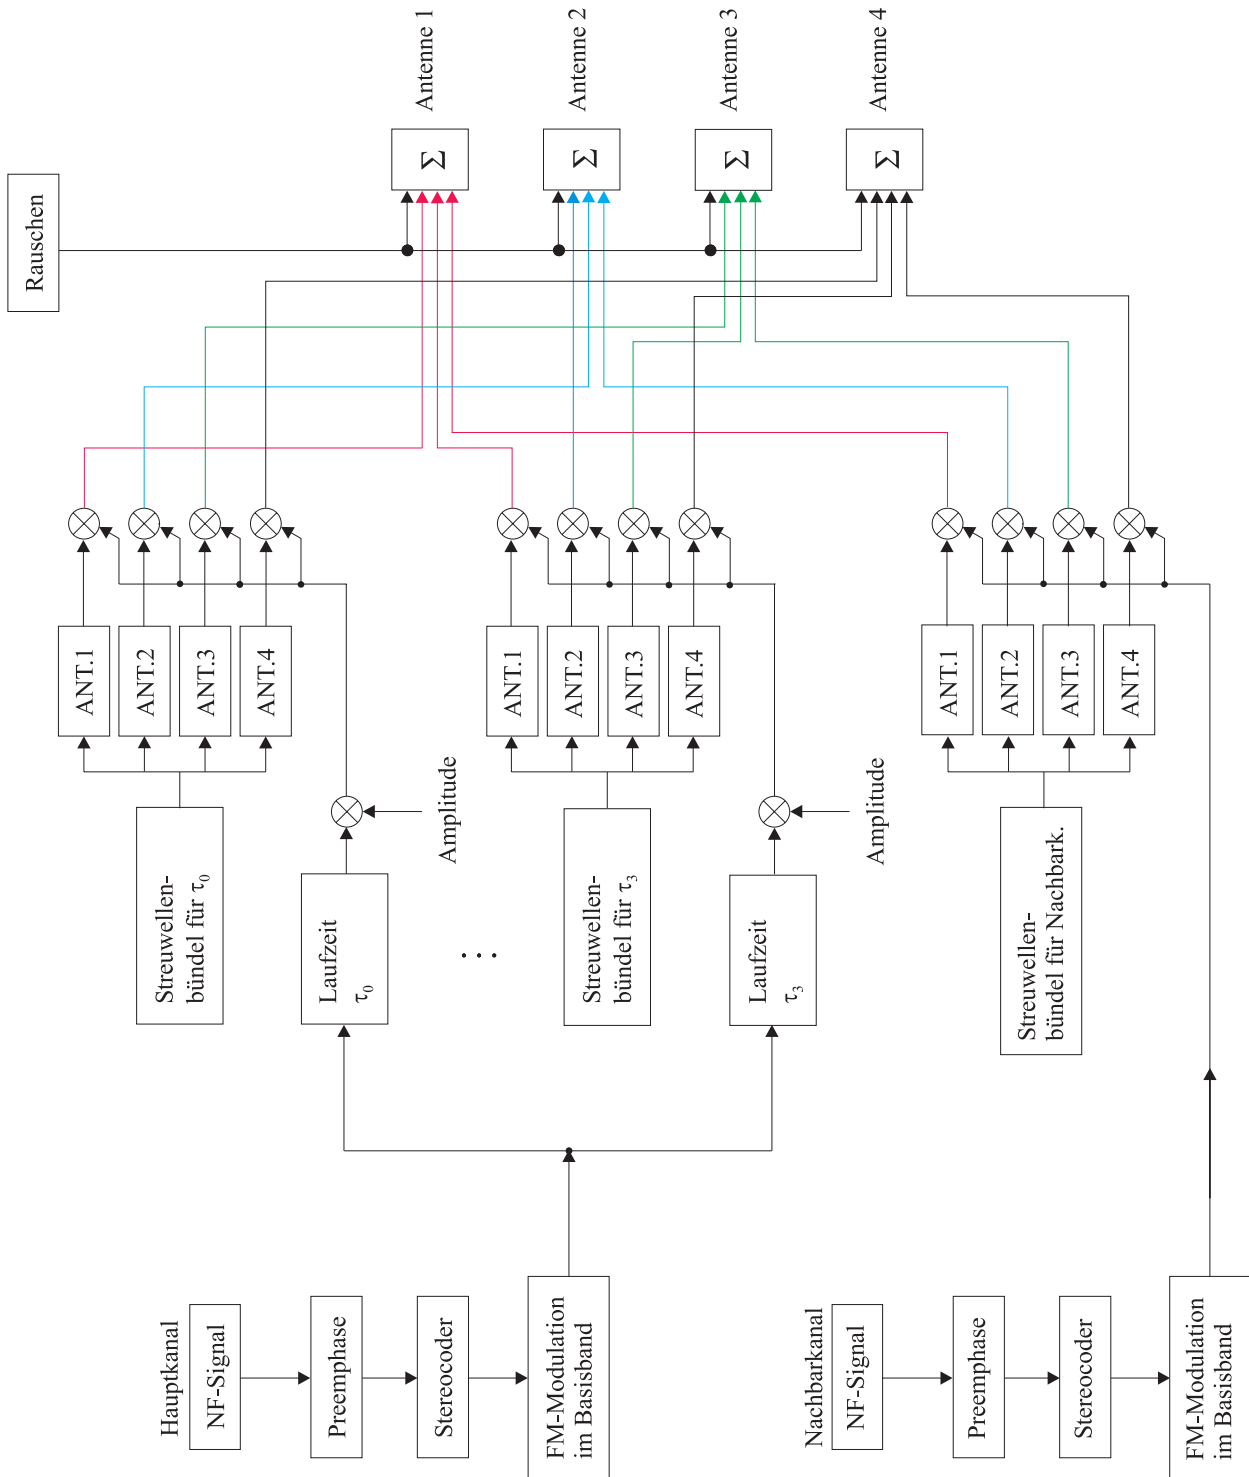 Hauptkanal
NF-Signal
Preemphase
Stereocoder
FM-Modulation
im Basisband
Streuwellen-
bündel für τ0
Laufzeit
τ0
Amplitude
ANT.1
ANT.2
ANT.3
ANT.4
. . .
Streuwellen-
bündel für τ3
Laufzeit
τ3
Amplitude
ANT.1
ANT.2
ANT.3
ANT.4
Nachbarkanal
NF-Signal
Preemphase
Stereocoder
FM-Modulation
im Basisband
Streuwellen-
bündel für Nachbark.
ANT.1
ANT.2
ANT.3
ANT.4
Rauschen
Σ
Antenne 1
Σ
Antenne 2
Σ
Antenne 3
Σ
Antenne 4